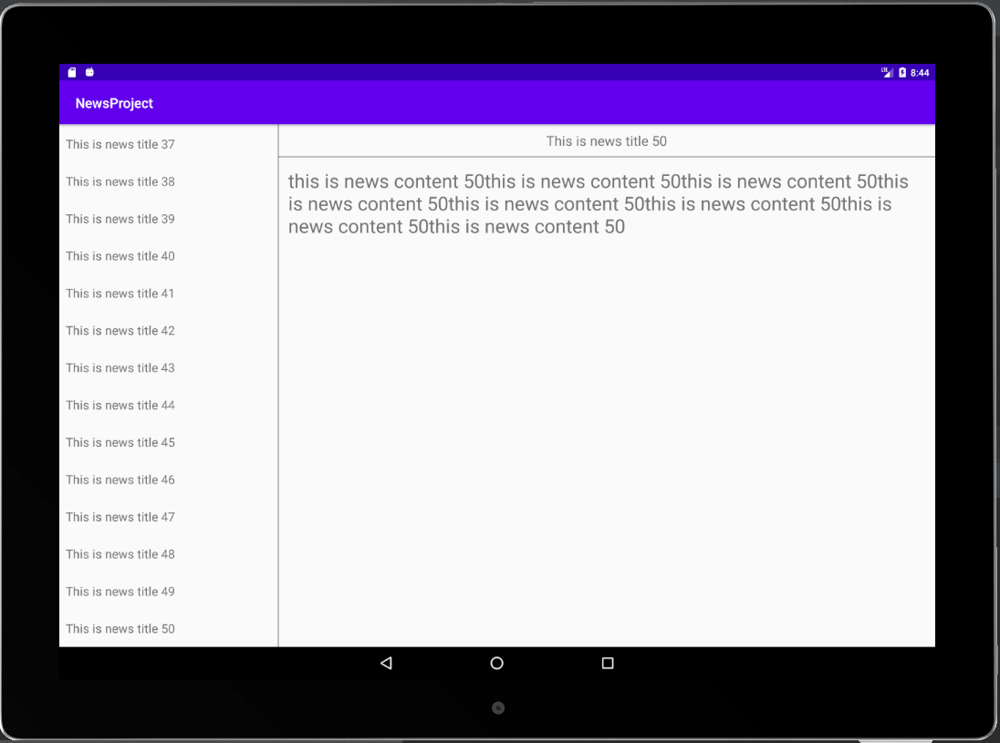 LTE 8:44
NewsProject
This is news title 37
This is news title 38
This is news title 39
This is news title 40
This is news title 41
This is news title 42
This is news title 43
This is news title 44
This is news title 45
This is news title 46
This is news title 47
This is news title 48
This is news title 49
This is news title 50
This is news title 50
this is news content 50this is news content 50this is news content 50this
is news content 50this is news content 50this is news content 50this is
news content 50this is news content 50